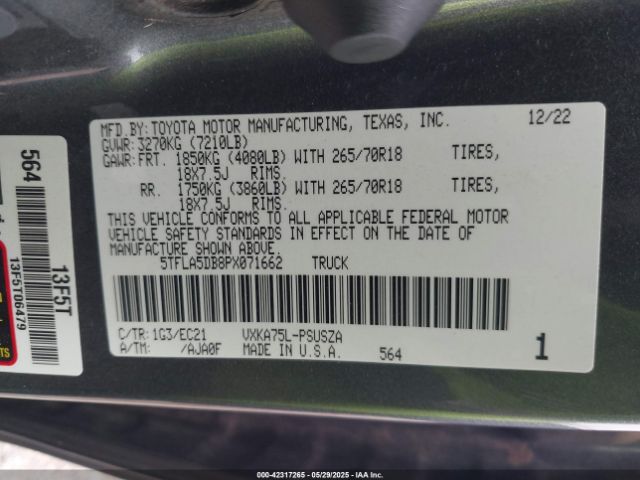 MFD.BY:TOYOTA MOTOR MANUFACTURING, TEXAS, INC. 12/22
GVWR:3270KG (7210LB)
GAWR:FRT. 1850KG (4080LB) WITH 265/70R18 TIRES,
18X7.5J RIMS.
RR. 1750KG (3860LB) WITH 265/70R18 TIRES,
18X7.5J RIMS.
THIS VEHICLE CONFORMS TO ALL APPLICABLE FEDERAL MOTOR
VEHICLE SAFETY STANDARDS IN EFFECT ON THE DATE OF
MANUFACTURE SHOWN ABOVE.
5TFLA5DB8PX071662 TRUCK
C/TR:1G3/EC21 VXKA75L-PSUSZA
A/TM: /AJA0F MADE IN U.S.A. 564 1
564
13F5T
13F5T06479
000-42317265 - 05/29/2025 - IAAI.COM